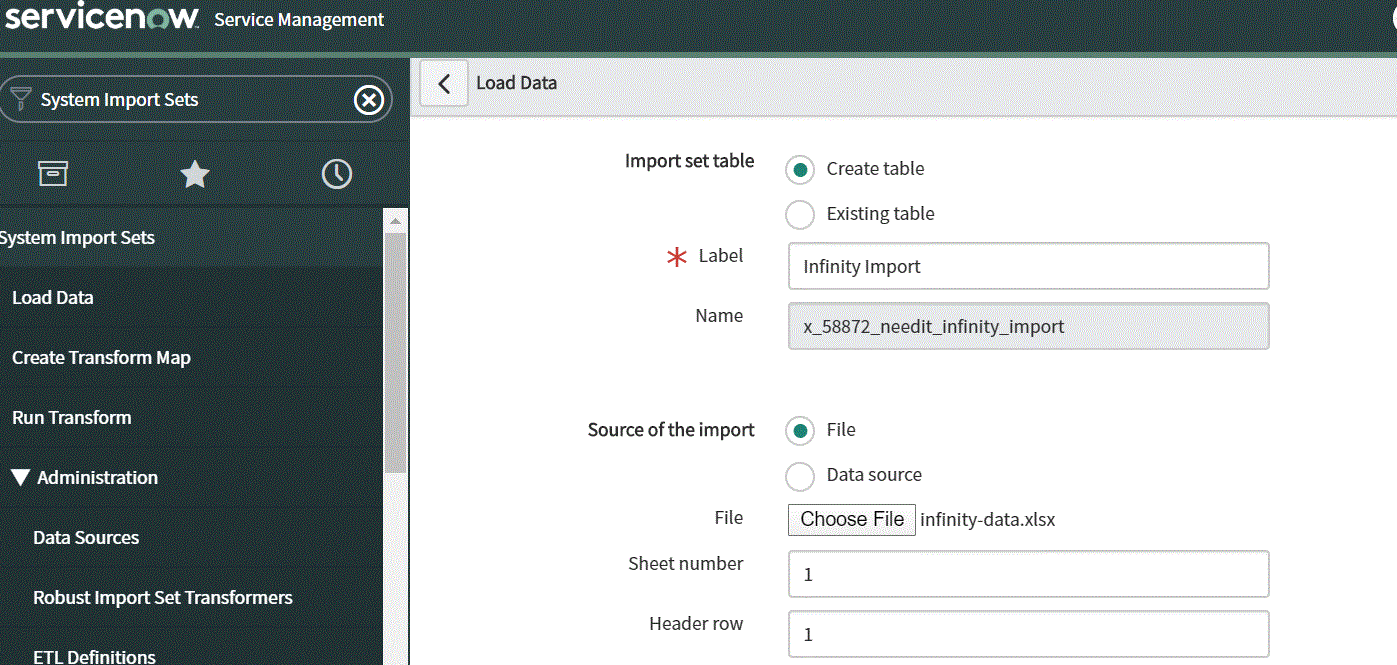 servicenow Service Management
System Import Sets
System Import Sets
Load Data
Create Transform Map
Run Transform
Administration
Data Sources
Robust Import Set Transformers
ETL Definitions
Load Data
Import set table
Create table
Existing table
* Label
Infinity Import
Name
x_58872_needit_infinity_import
Source of the import
File
Data source
File
Choose File infinity-data.xlsx
Sheet number
1
Header row
1